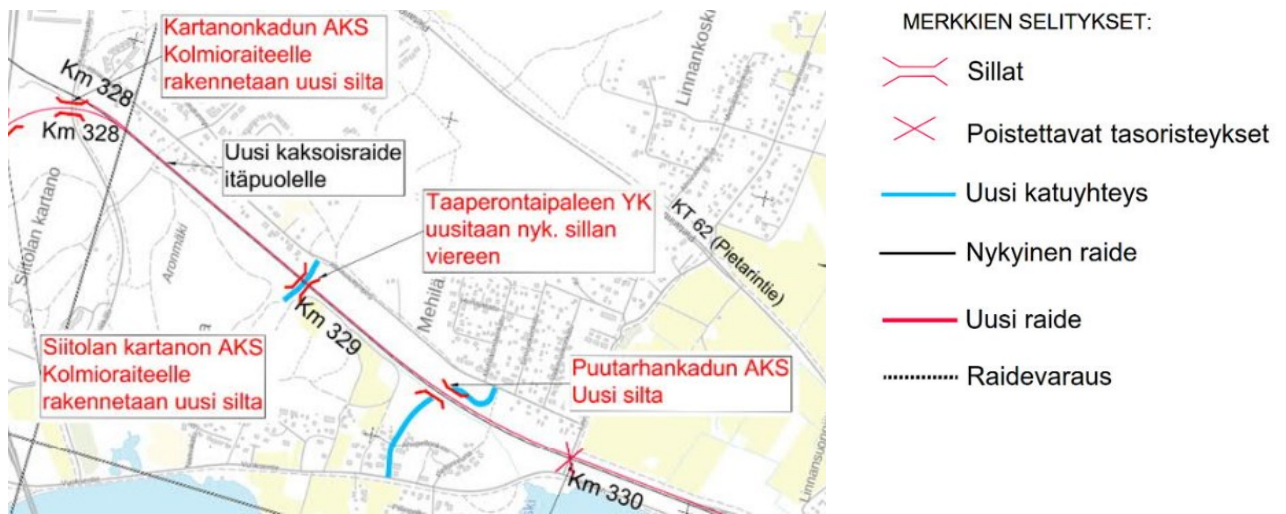 Kartanonkadun AKS
Kolmioraiteelle
rakennetaan uusi silta
Km 328
Km 328
Uusi kaksoisraide
itäpuolelle
Linnankoski
Siitolan kartano
Aronmäki
Taaperontaipaleen YK
uusitaan nyk. sillan
viereen
KT 62 (Pietarintie)
Mehilä
Km 329
Siitolan kartanon AKS
Kolmioraiteelle
rakennetaan uusi silta
Puutarhankadun AKS
Uusi silta
Km 330
MERKKIEN SELITYKSET:
Sillat
Poistettavat tasoristeykset
Uusi katuyhteys
Nykyinen raide
Uusi raide
Raidevaraus